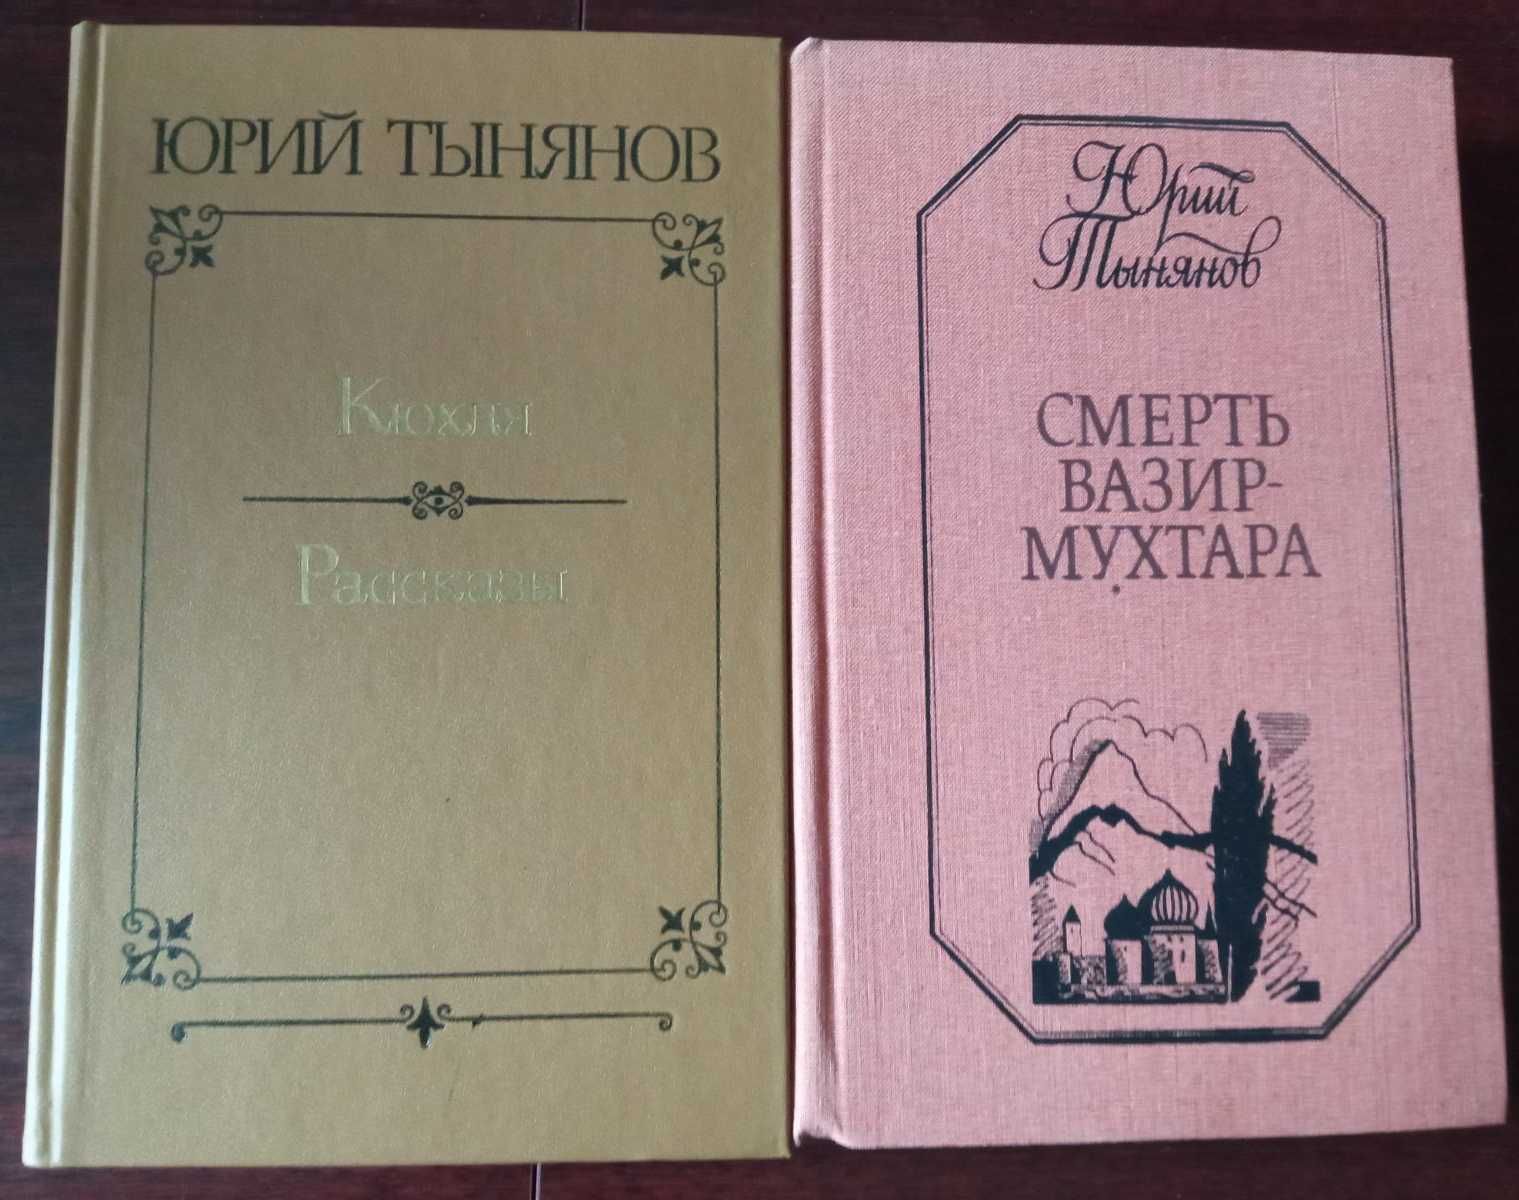 ЮРИЙ ТЫНЯНОВ
Кюхля
Рассказы
Юрий
Тынянов
СМЕРТЬ
ВАЗИР-
МУХТАРА